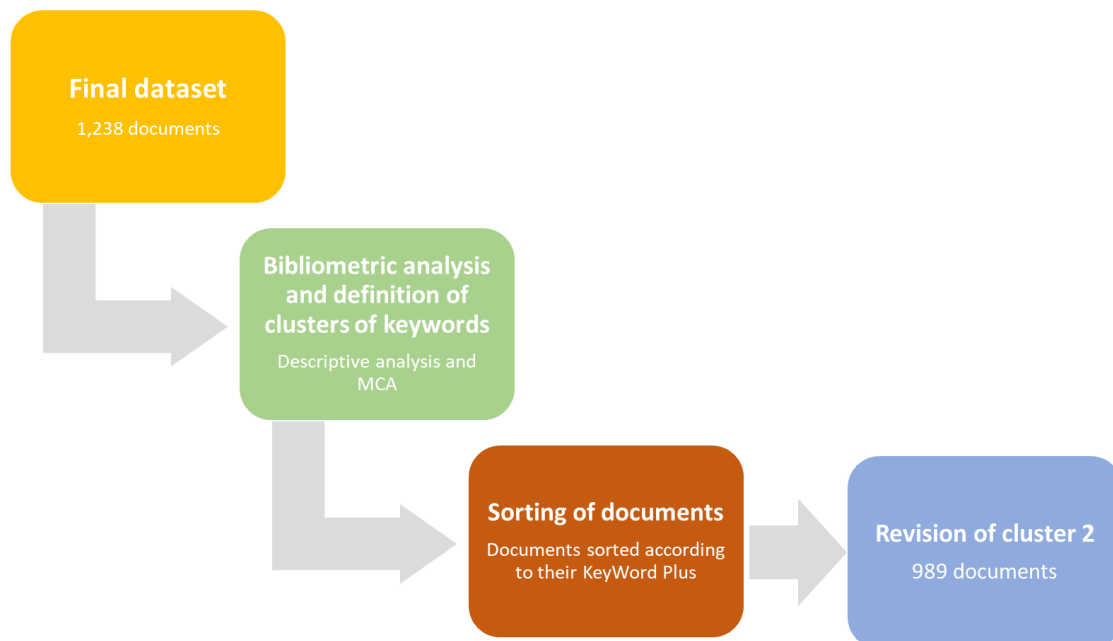 Final dataset
1,238 documents
Bibliometric analysis
and definition of
clusters of keywords
Descriptive analysis and
MCA
Sorting of documents
Documents sorted according
to their KeyWord Plus
Revision of cluster 2
989 documents